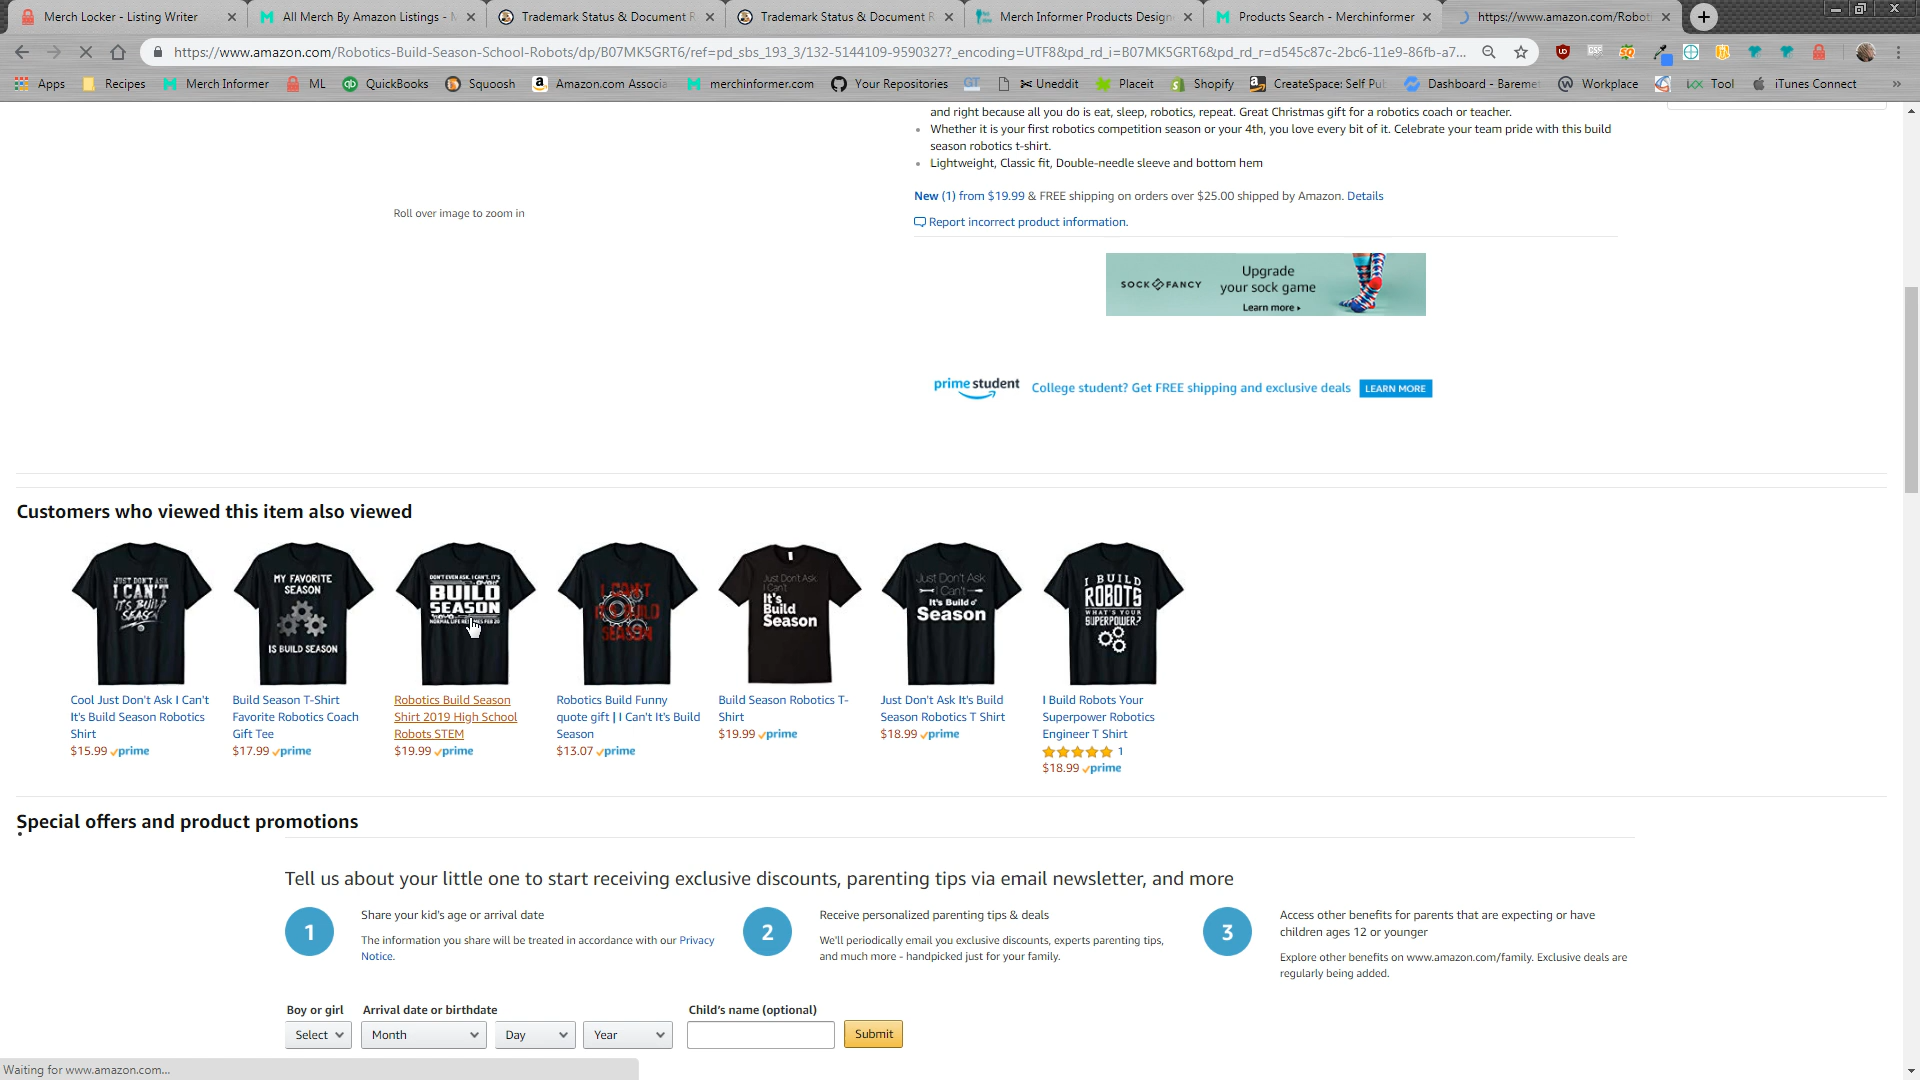 Merch Locker - Listing Writer
All Merch By Amazon Listings -
Trademark Status & Document R
Trademark Status & Document R
Merch Informer Products Design
Products Search - Merchinformer
https://www.amazon.com/Robot
https://www.amazon.com/Robotics-Build-Season-School-Robots/dp/B07MK5GRT6/ref=pd_sbs_193_3/132-5144109-9590327?_encoding=UTF8&pd_rd_i=B07MK5GRT6&pd_rd_r=d545c87c-2bc6-11e9-86fb-a7...
Apps
Recipes
Merch Informer
ML
QuickBooks
Squoosh
Amazon.com Associa
merchinformer.com
Your Repositories
GT
Uneddit
Placeit
Shopify
CreateSpace: Self Pu
Dashboard - Baremet
Workplace
Tool
iTunes Connect
»
and right because all you do is eat, sleep, robotics, repeat. Great Christmas gift for a robotics coach or teacher.
• Whether it is your first robotics competition season or your 4th, you love every bit of it. Celebrate your team pride with this build
season robotics t-shirt.
• Lightweight, Classic fit, Double-needle sleeve and bottom hem
Roll over image to zoom in
New (1) from $19.99 & FREE shipping on orders over $25.00 shipped by Amazon. Details
Report incorrect product information.
SOCK FANCY
Upgrade
your sock game
Learn more ▸
prime student
College student? Get FREE shipping and exclusive deals
LEARN MORE
Customers who viewed this item also viewed
JUST DON'T ASK
I CAN'T
IT'S BUILD
SEASON
MY FAVORITE
SEASON
IS BUILD SEASON
DON'T EVEN ASK. I CAN'T. IT'S
BUILD
SEASON
I CAN'T
IT'S BUILD
SEASON
Just Don't Ask
I Can't
It's
Build
Season
Just Don't Ask
I Can't
It's Build
Season
I BUILD
ROBOTS
WHAT'S YOUR
SUPERPOWER?
Cool Just Don't Ask I Can't
It's Build Season Robotics
Shirt
$15.99 prime
Build Season T-Shirt
Favorite Robotics Coach
Gift Tee
$17.99 prime
Robotics Build Season
Shirt 2019 High School
Robots STEM
$19.99 prime
Robotics Build Funny
quote gift | I Can't It's Build
Season
$13.07 prime
Build Season Robotics T-
Shirt
$19.99 prime
Just Don't Ask It's Build
Season Robotics T Shirt
$18.99 prime
I Build Robots Your
Superpower Robotics
Engineer T Shirt
1
$18.99 prime
Special offers and product promotions
Tell us about your little one to start receiving exclusive discounts, parenting tips via email newsletter, and more
1
Share your kid's age or arrival date
The information you share will be treated in accordance with our Privacy
Notice.
2
Receive personalized parenting tips & deals
We'll periodically email you exclusive discounts, experts parenting tips,
and much more - handpicked just for your family.
3
Access other benefits for parents that are expecting or have
children ages 12 or younger
Explore other benefits on www.amazon.com/family. Exclusive deals are
regularly being added.
Boy or girl
Arrival date or birthdate
Child's name (optional)
Select
Month
Day
Year
Submit
Waiting for www.amazon.com...